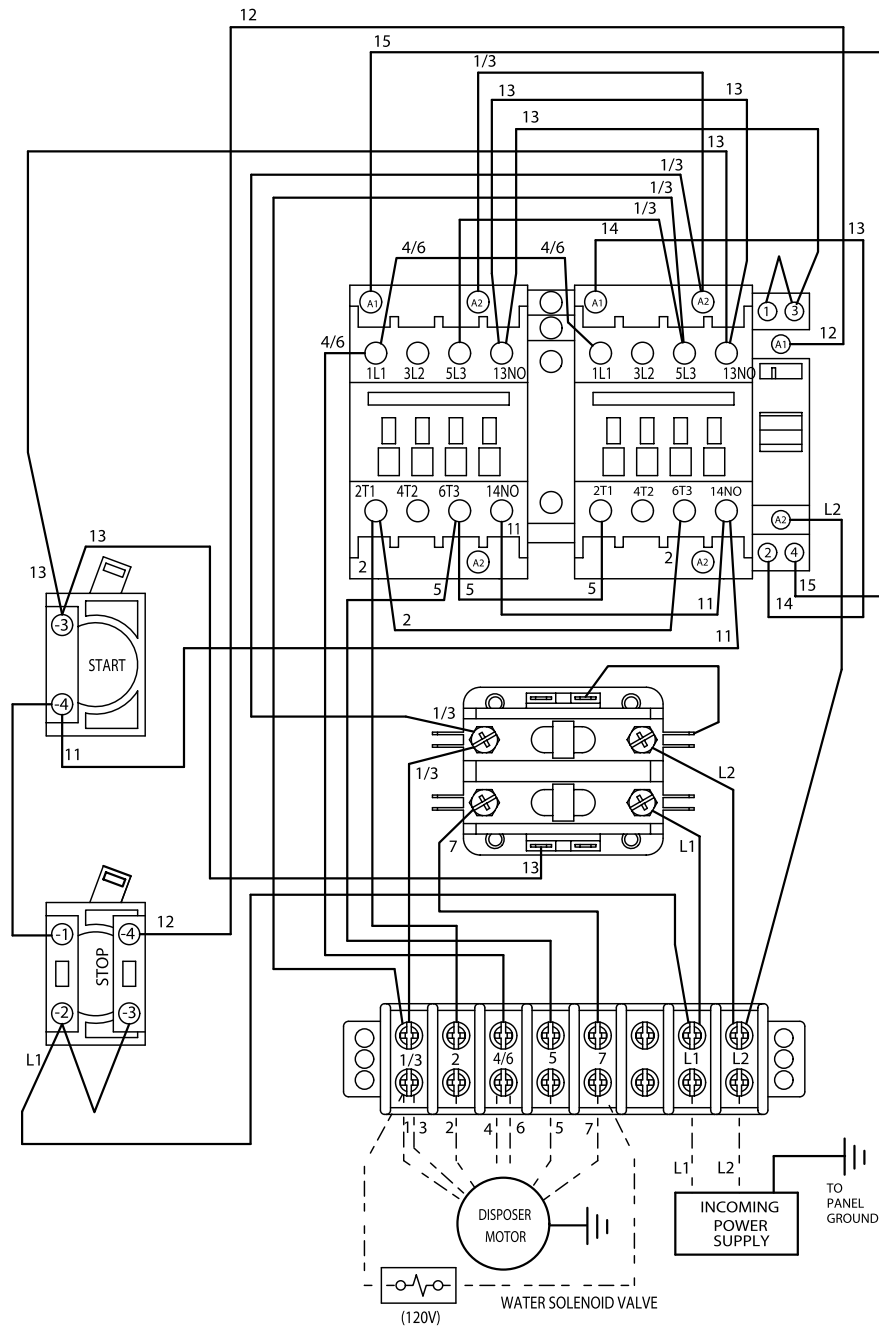 12
15
1/3
13
13
13
13
1/3
1/3
1/3
14
13
4/6
4/6
A1
A2
A1
A2
1
3
12
A1
4/6
1L1
3L2
5L3
13NO
1L1
3L2
5L3
13NO
2T1
4T2
6T3
14NO
2T1
4T2
6T3
14NO
L2
11
A2
13
2
A2
2
A2
2
4
13
5
5
5
15
14
11
2
11
-3
START
-4
11
1/3
1/3
L2
7
L1
13
-1
STOP
-4
12
-2
-3
L1
1/3
2
4/6
5
7
L1
L2
1
3
2
4
6
5
7
L1
L2
TO
PANEL
GROUND
INCOMING
POWER
SUPPLY
DISPOSER
MOTOR
WATER SOLENOID VALVE
(120V)